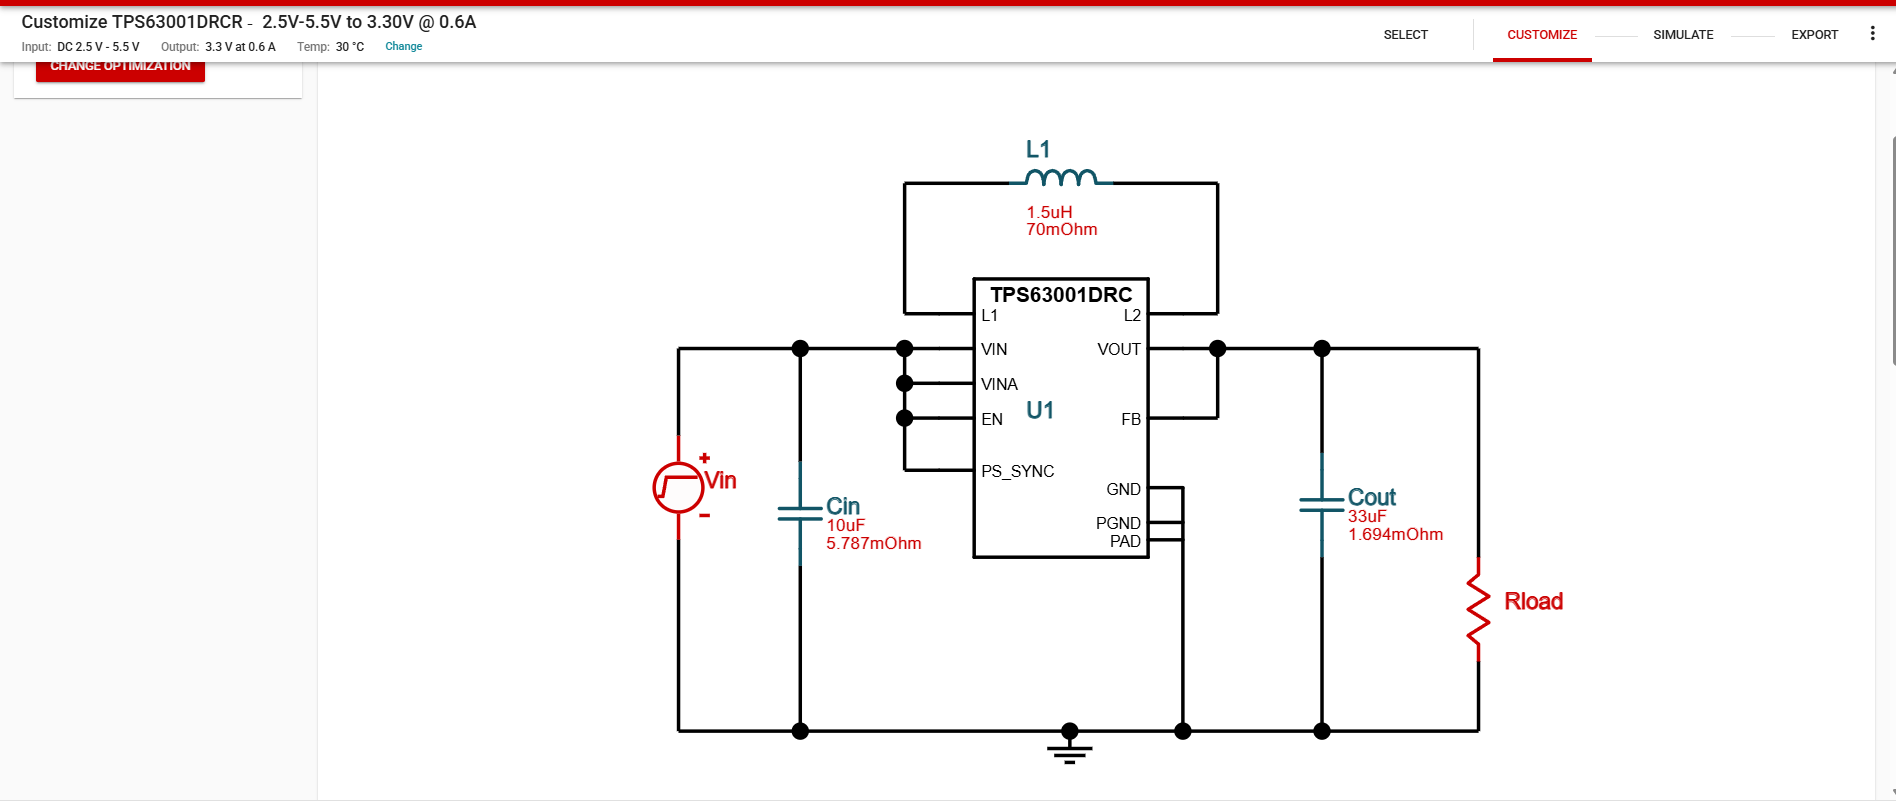 Customize TPS63001DRCR - 2.5V-5.5V to 3.30V @ 0.6A
Input: DC 2.5 V - 5.5 V Output: 3.3 V at 0.6 A Temp: 30 °C Change
SELECT CUSTOMIZE SIMULATE EXPORT
CHANGE OPTIMIZATION
L1
1.5uH
70mOhm
TPS63001DRC
L1 L2
VIN VOUT
VINA
U1
EN FB
PS_SYNC
GND
PGND
PAD
+
Vin
-
Cin
10uF
5.787mOhm
Cout
33uF
1.694mOhm
Rload